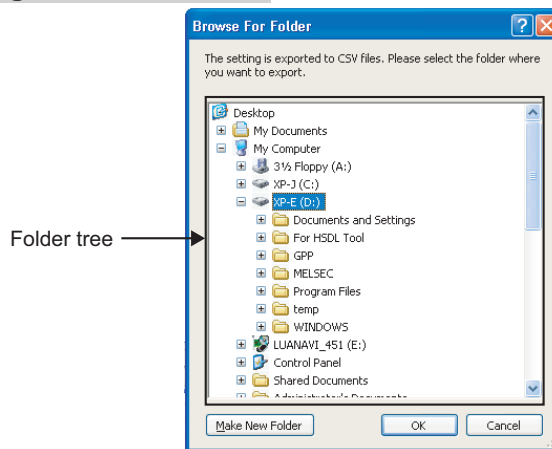 Browse For Folder
The setting is exported to CSV files. Please select the folder where
you want to export.
Desktop
My Documents
My Computer
3½ Floppy (A:)
XP-J (C:)
XP-E (D:)
Documents and Settings
For HSDL Tool
GPP
MELSEC
Program Files
temp
WINDOWS
LUANAVI_451 (E:)
Control Panel
Shared Documents
Folder tree
Make New Folder
OK
Cancel